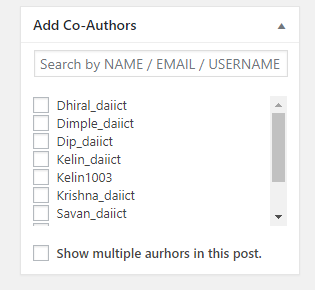 Add Co-Authors
Search by NAME / EMAIL / USERNAME
Dhiral_daiict
Dimple_daiict
Dip_daiict
Kelin_daiict
Kelin1003
Krishna_daiict
Savan_daiict
Show multiple aurhors in this post.